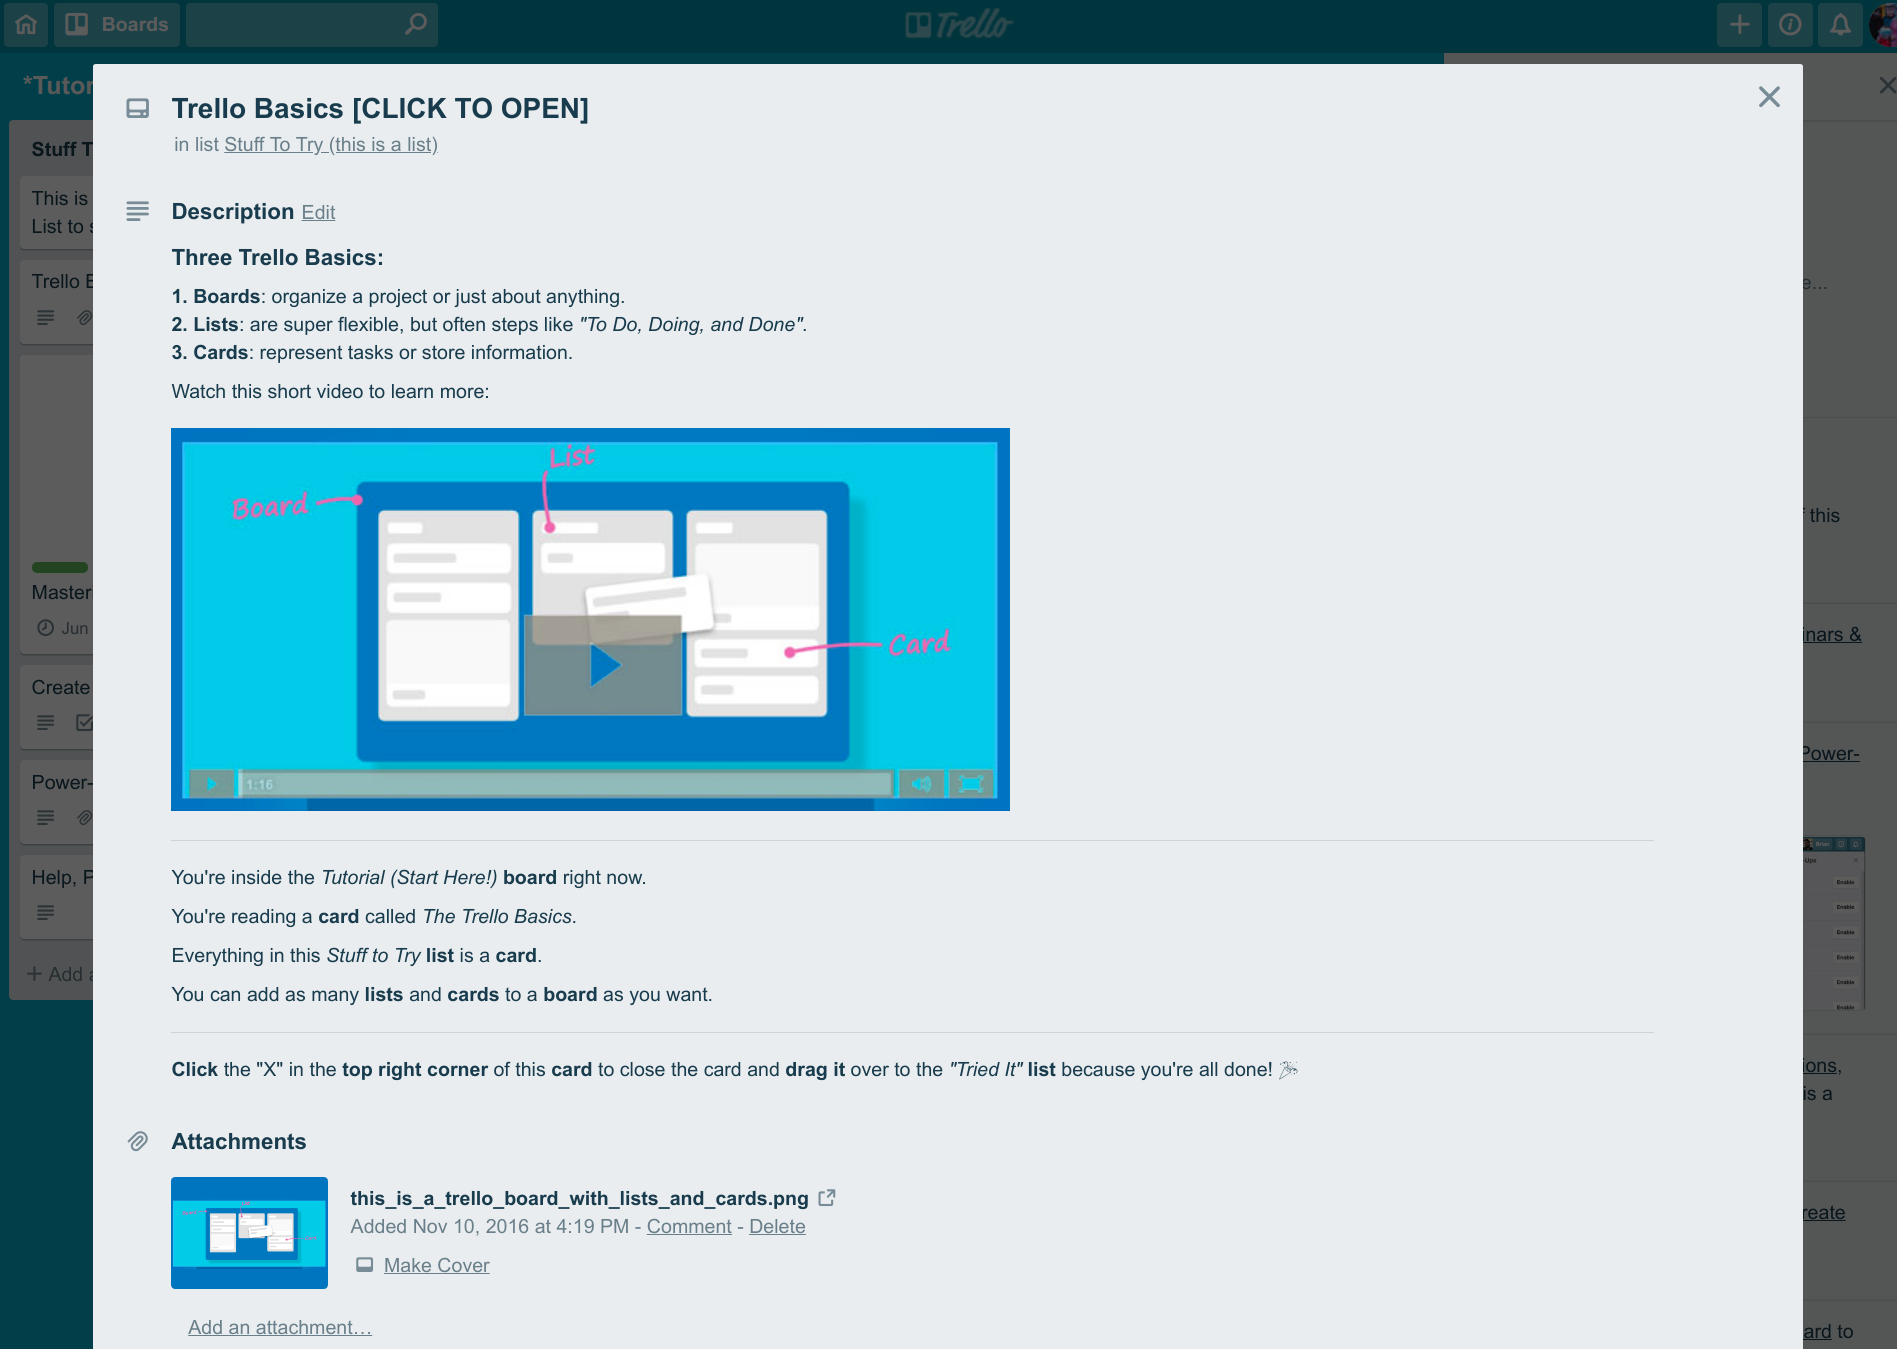 Boards
Trello
*Tutor
Trello Basics [CLICK TO OPEN]
in list Stuff To Try (this is a list)
Description Edit
Three Trello Basics:
1. Boards: organize a project or just about anything.
2. Lists: are super flexible, but often steps like "To Do, Doing, and Done".
3. Cards: represent tasks or store information.
Watch this short video to learn more:
List
Board
Card
1:16
You're inside the Tutorial (Start Here!) board right now.
You're reading a card called The Trello Basics.
Everything in this Stuff to Try list is a card.
You can add as many lists and cards to a board as you want.
Click the "X" in the top right corner of this card to close the card and drag it over to the "Tried It" list because you're all done! 🎉
Attachments
this_is_a_trello_board_with_lists_and_cards.png
Added Nov 10, 2016 at 4:19 PM - Comment - Delete
Make Cover
Add an attachment…
Stuff T
This is
List to s
Trello B
Master
Jun
Create
Power-
Help, P
+ Add a
e...
f this
inars &
Power-
Brian
-Ups
Enable
Enable
Enable
Enable
Enable
Enable
ions,
is a
reate
ard to